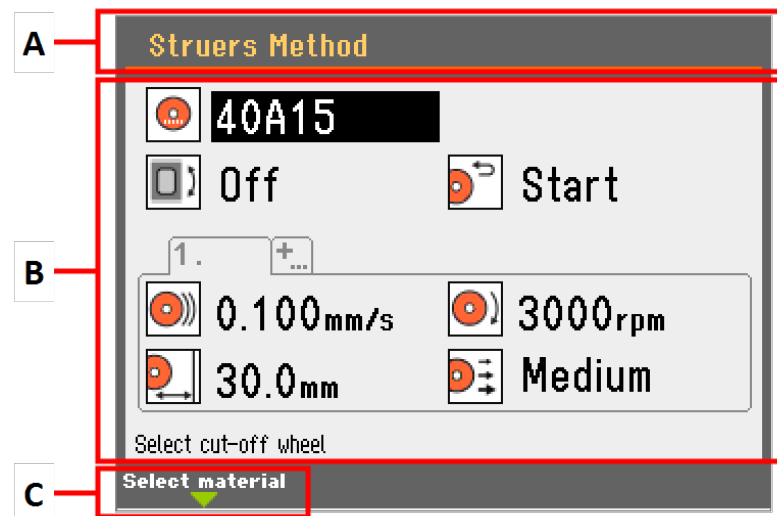 A
Struers Method
40A15
Off
Start
B
1.
+...
0.100mm/s
3000rpm
30.0mm
Medium
Select cut-off wheel
C
Select material